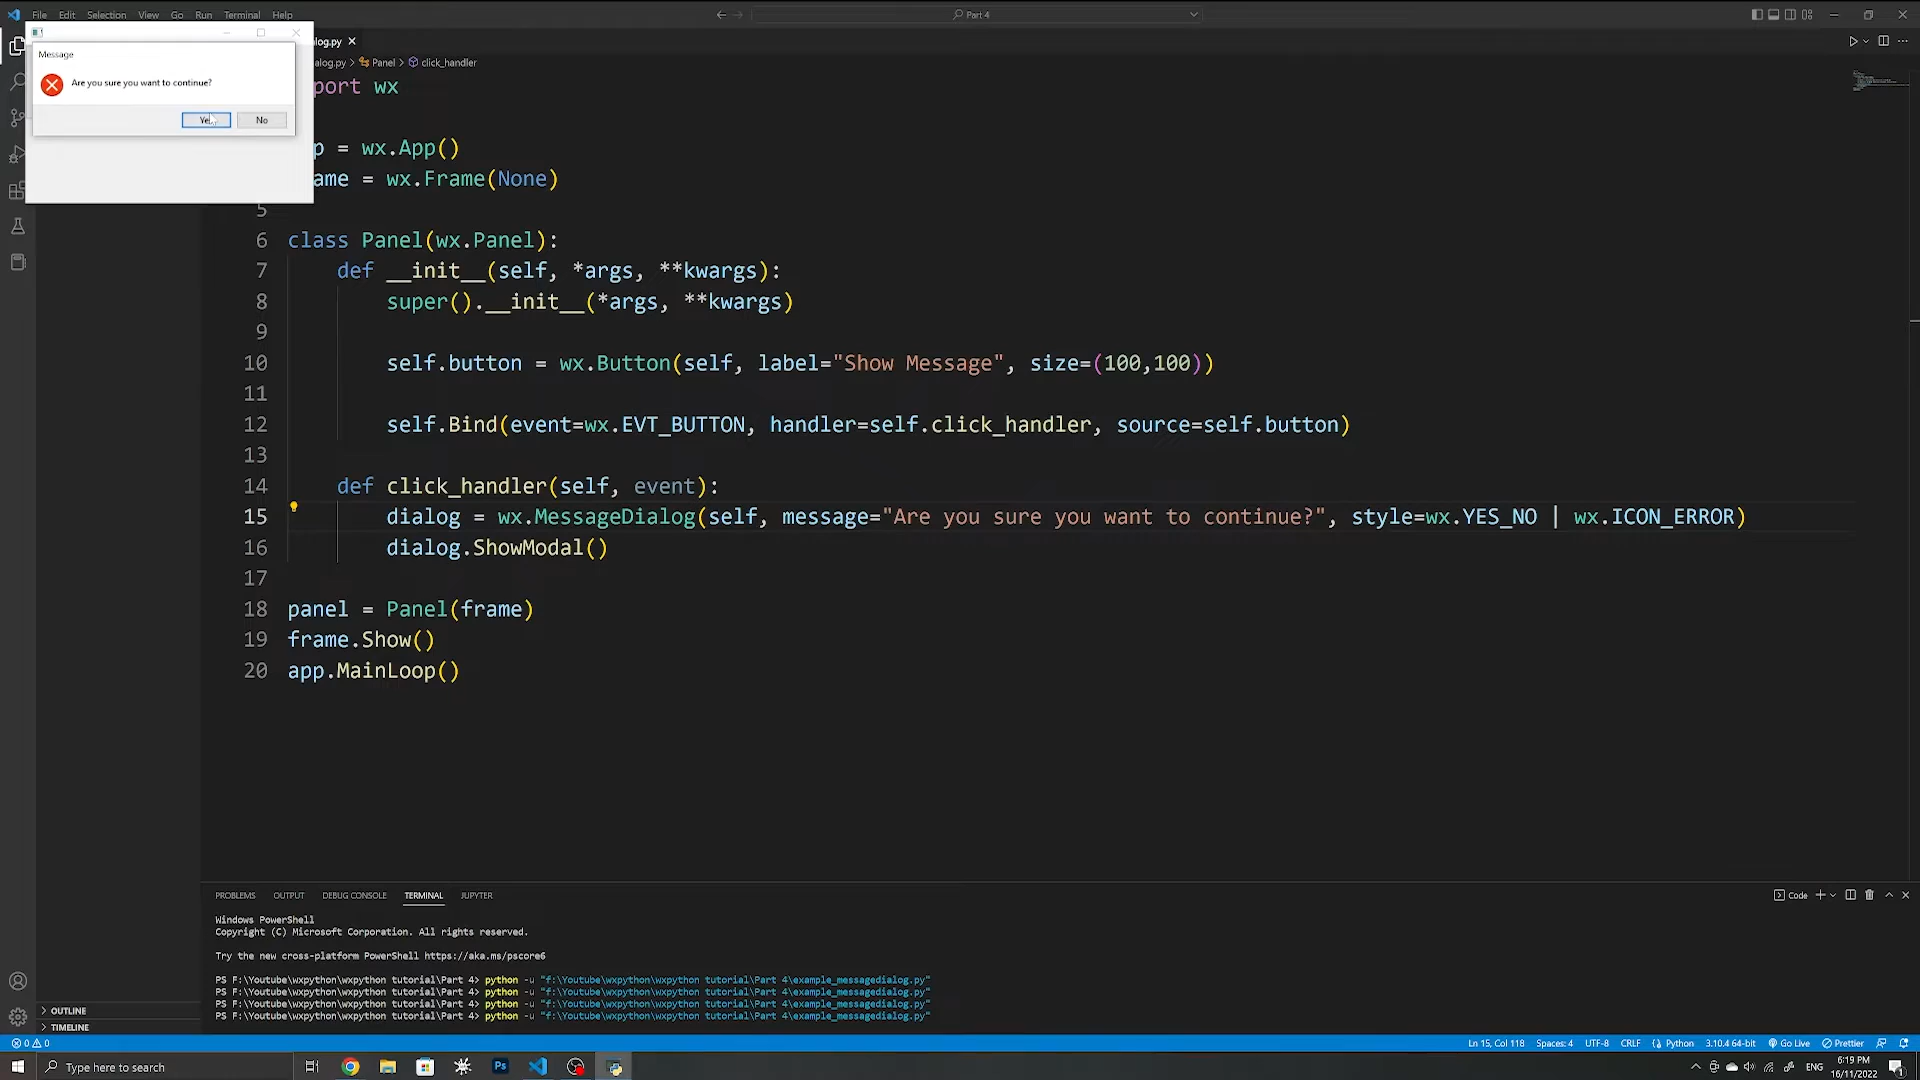 File Edit Selection View Go Run Terminal Help
Part 4
alog.py
alog.py > Panel > click_handler
Message
Are you sure you want to continue?
Yes No
port wx
p = wx.App()
ame = wx.Frame(None)
5
6 class Panel(wx.Panel):
7 def __init__(self, *args, **kwargs):
8 super().__init__(*args, **kwargs)
9
10 self.button = wx.Button(self, label="Show Message", size=(100,100))
11
12 self.Bind(event=wx.EVT_BUTTON, handler=self.click_handler, source=self.button)
13
14 def click_handler(self, event):
15 dialog = wx.MessageDialog(self, message="Are you sure you want to continue?", style=wx.YES_NO | wx.ICON_ERROR)
16 dialog.ShowModal()
17
18 panel = Panel(frame)
19 frame.Show()
20 app.MainLoop()
PROBLEMS OUTPUT DEBUG CONSOLE TERMINAL JUPYTER
Code
Windows PowerShell
Copyright (C) Microsoft Corporation. All rights reserved.
Try the new cross-platform PowerShell https://aka.ms/pscore6
PS F:\Youtube\wxpython\wxpython tutorial\Part 4> python -u "f:\Youtube\wxpython\wxpython tutorial\Part 4\example_messagedialog.py"
PS F:\Youtube\wxpython\wxpython tutorial\Part 4> python -u "f:\Youtube\wxpython\wxpython tutorial\Part 4\example_messagedialog.py"
PS F:\Youtube\wxpython\wxpython tutorial\Part 4> python -u "f:\Youtube\wxpython\wxpython tutorial\Part 4\example_messagedialog.py"
PS F:\Youtube\wxpython\wxpython tutorial\Part 4> python -u "f:\Youtube\wxpython\wxpython tutorial\Part 4\example_messagedialog.py"
OUTLINE
TIMELINE
0 0
Ln 15, Col 118 Spaces: 4 UTF-8 CRLF Python 3.10.4 64-bit Go Live Prettier
Type here to search
Ps
ENG
6:19 PM
16/11/2022
1